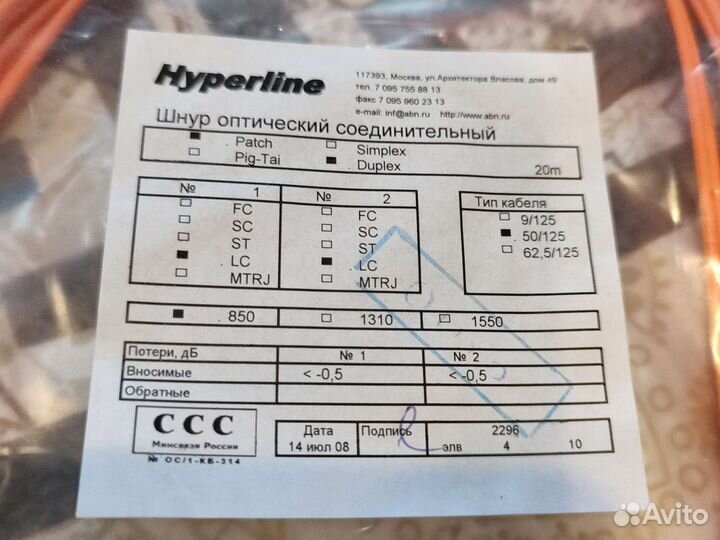 Hyperline
117393, Москва, ул.Архитектора Власова, дом 49
тел. 7 095 755 88 13
факс 7 095 960 23 13
e-mail: inf@abn.ru http://www.abn.ru
Шнур оптический соединительный
. Patch Simplex
Pig-Tai . Duplex 20m
№ 1 № 2 Тип кабеля
FC FC 9/125
SC SC . 50/125
ST ST 62,5/125
. LC . LC
MTRJ MTRJ
. 850 1310 1550
Потери, дБ № 1 № 2
Вносимые < -0,5 < -0,5
Обратные
ССС
Минсвязи России
№ ОС/1-КБ-314
Дата Подпись 2296
14 июл 08 элв 4 10
Avito